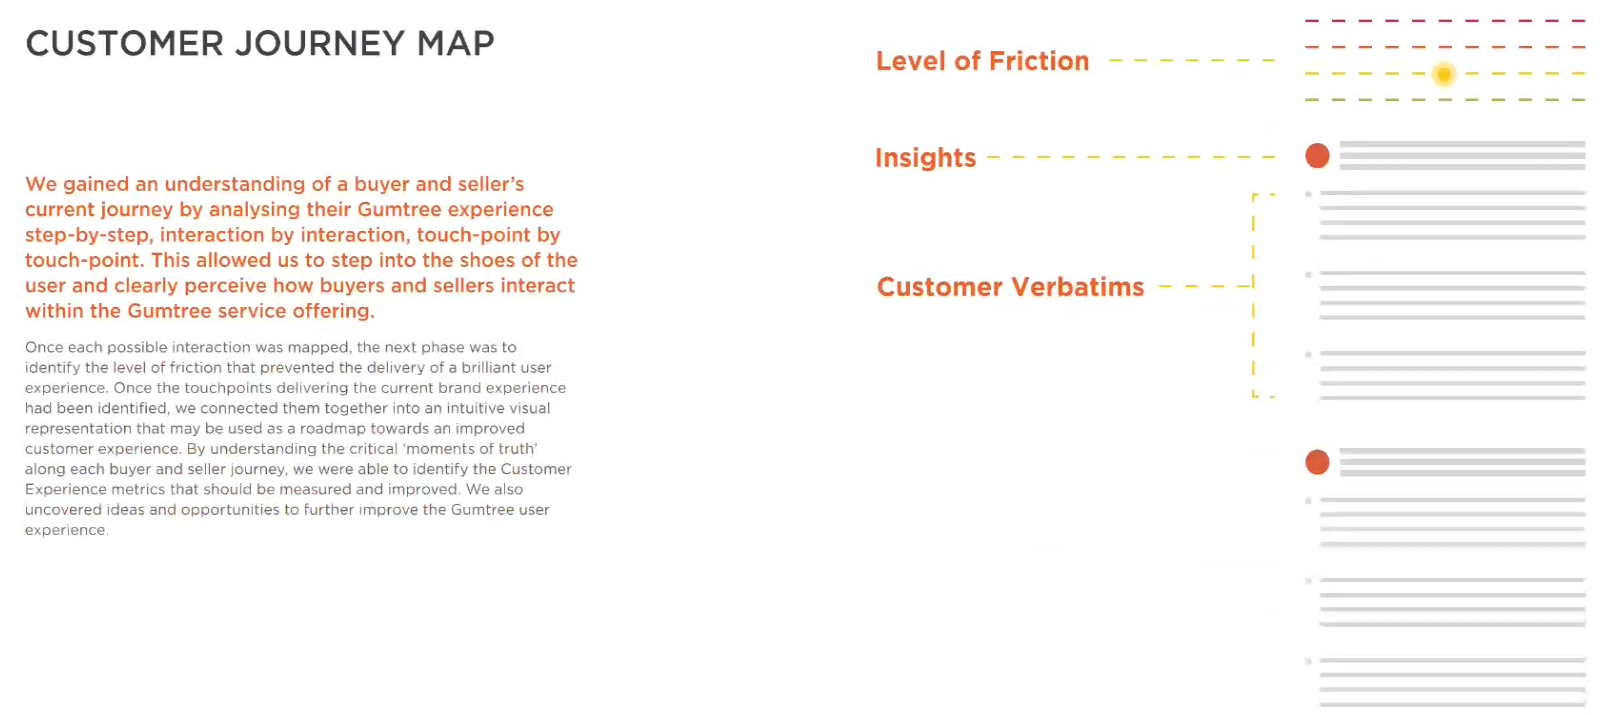 CUSTOMER JOURNEY MAP
We gained an understanding of a buyer and seller's
current journey by analysing their Gumtree experience
step-by-step, interaction by interaction, touch-point by
touch-point. This allowed us to step into the shoes of the
user and clearly perceive how buyers and sellers interact
within the Gumtree service offering.
Once each possible interaction was mapped, the next phase was to
identify the level of friction that prevented the delivery of a brilliant user
experience. Once the touchpoints delivering the current brand experience
had been identified, we connected them together into an intuitive visual
representation that may be used as a roadmap towards an improved
customer experience. By understanding the critical 'moments of truth'
along each buyer and seller journey, we were able to identify the Customer
Experience metrics that should be measured and improved. We also
uncovered ideas and opportunities to further improve the Gumtree user
experience.
Level of Friction
Insights
Customer Verbatims